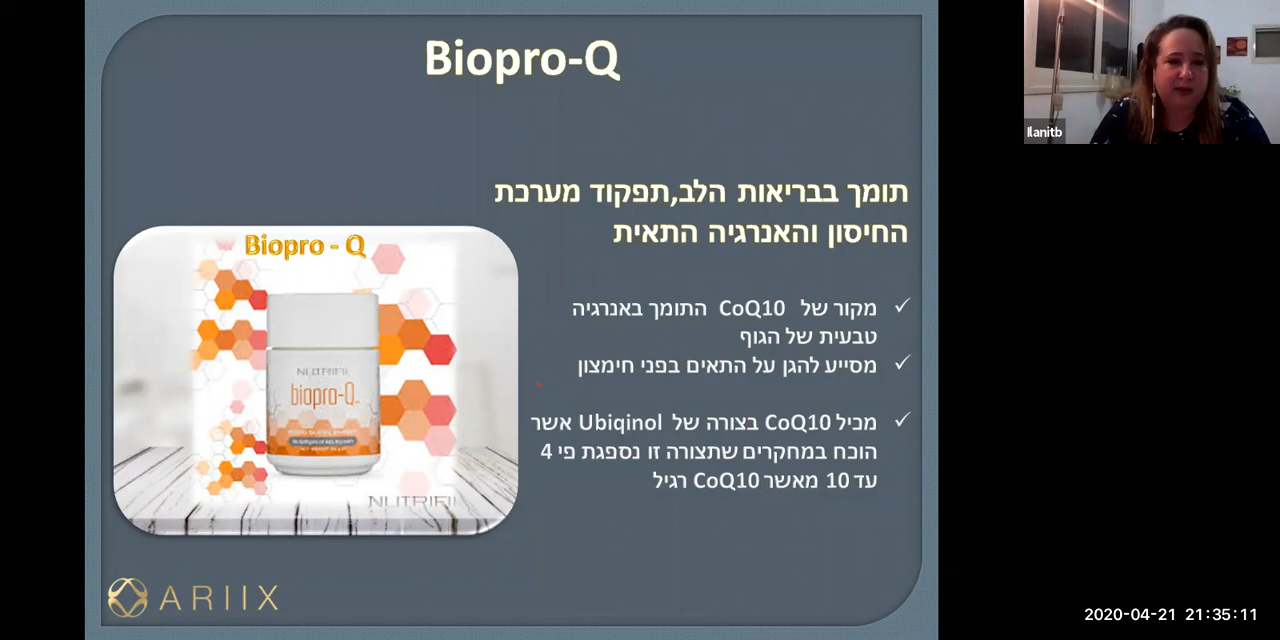 Biopro-Q
Ilanitb
תומך בבריאות הלב,תפקוד מערכת
החיסון והאנרגיה התאית
Biopro - Q
מקור של CoQ10 התומך באנרגיה
טבעית של הגוף
מסייע להגן על התאים בפני חימצון
מכיל CoQ10 בצורה של Ubiqinol אשר
הוכח במחקרים שתצורה זו נספגת פי 4
עד 10 מאשר CoQ10 רגיל
NUTRIFII
biopro-Q
NUTRIFII
ARIIX
2020-04-21 21:35:11